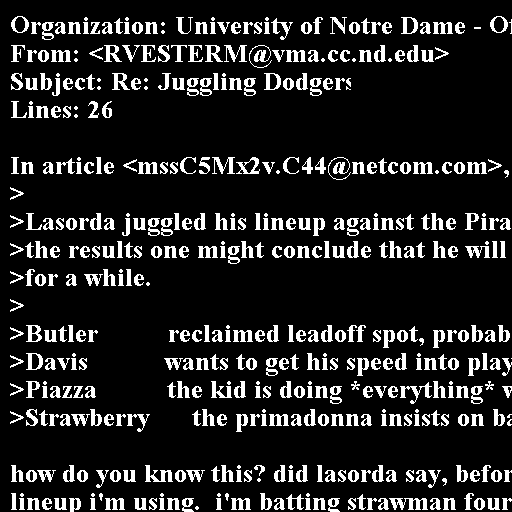 Organization: University of Notre Dame - Of
From: <RVESTERM@vma.cc.nd.edu>
Subject: Re: Juggling Dodgers
Lines: 26
In article <mssC5Mx2v.C44@netcom.com>,
>
>Lasorda juggled his lineup against the Pira
>the results one might conclude that he will
>for a while.
>
>Butler reclaimed leadoff spot, probab
>Davis wants to get his speed into play
>Piazza the kid is doing *everything* w
>Strawberry the primadonna insists on ba
how do you know this? did lasorda say, befor
lineup i'm using. i'm batting strawman four